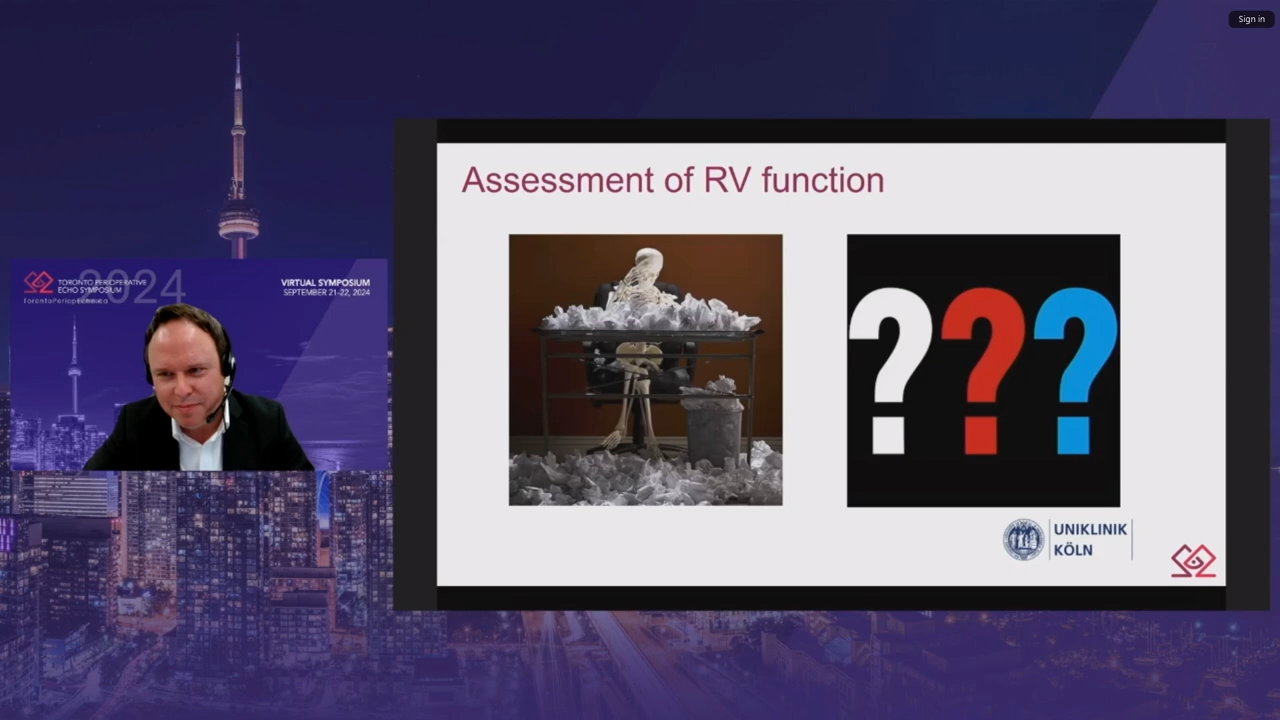 Sign in
Assessment of RV function
2024
TORONTO PERIOPERATIVE
ECHO SYMPOSIUM
VIRTUAL SYMPOSIUM
SEPTEMBER 21-22, 2024
???
UNIKLINIK
KÖLN